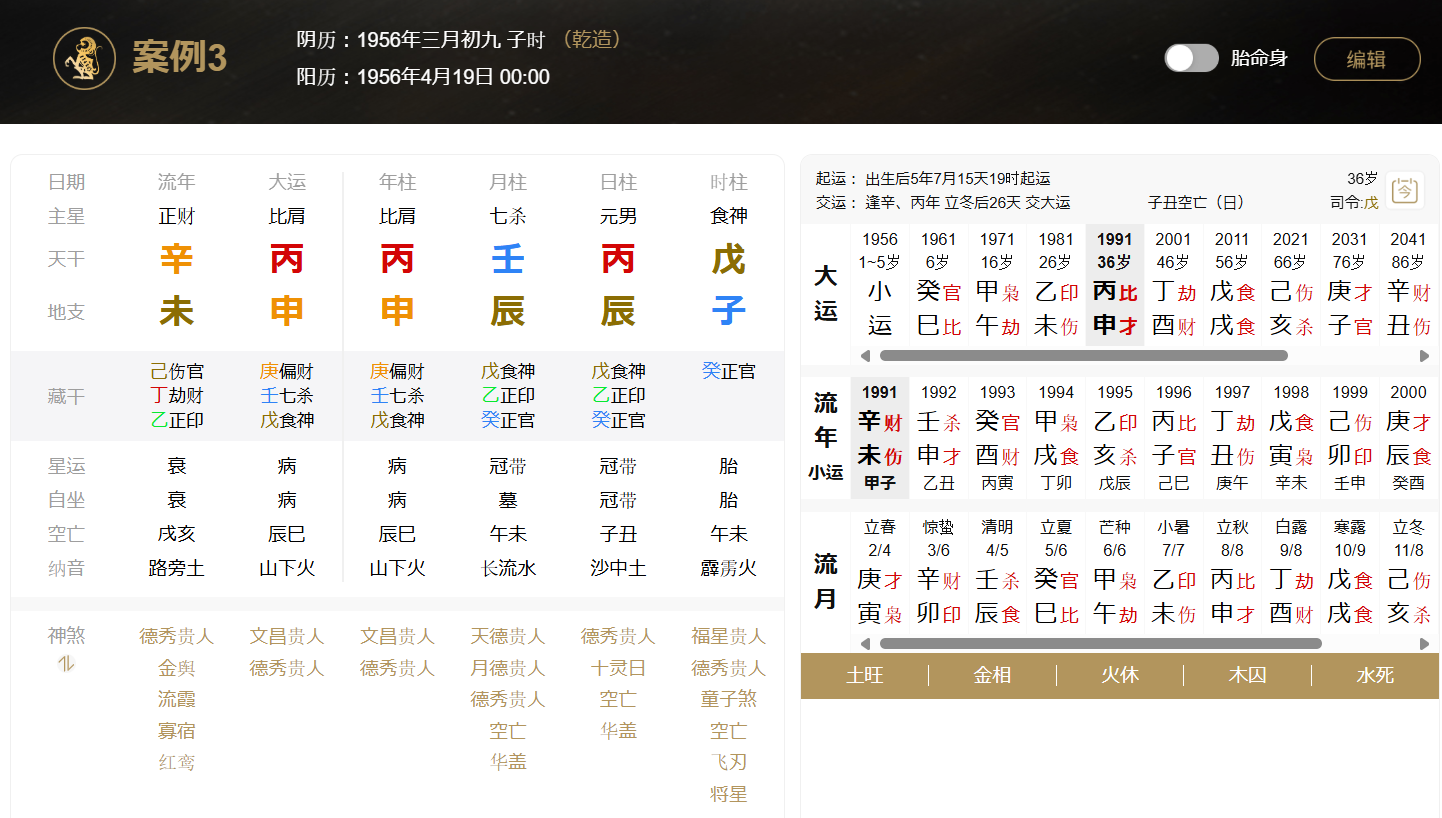 案例3
阴历：1956年三月初九 子时 （乾造）
阳历：1956年4月19日 00:00
胎命身
编辑
日期 流年 大运 年柱 月柱 日柱 时柱
主星 正财 比肩 比肩 七杀 元男 食神
天干 辛 丙 丙 壬 丙 戊
地支 未 申 申 辰 辰 子
藏干
己伤官 庚偏财 庚偏财 戊食神 戊食神 癸正官
丁劫财 壬七杀 壬七杀 乙正印 乙正印
乙正印 戊食神 戊食神 癸正官 癸正官
星运 衰 病 病 冠带 冠带 胎
自坐 衰 病 病 墓 冠带 胎
空亡 戌亥 辰巳 辰巳 午未 子丑 午未
纳音 路旁土 山下火 山下火 长流水 沙中土 霹雳火
神煞 德秀贵人 文昌贵人 文昌贵人 天德贵人 德秀贵人 福星贵人
金舆 德秀贵人 德秀贵人 月德贵人 十灵日 德秀贵人
流霞 德秀贵人 空亡 童子煞
寡宿 空亡 华盖 空亡
红鸾 华盖 飞刃
将星
起运： 出生后5年7月15天19时起运 36岁
交运： 逢辛、丙年 立冬后26天 交大运 子丑空亡（日） 司令:戊
今
大运
1956 1961 1971 1981 1991 2001 2011 2021 2031 2041
1~5岁 6岁 16岁 26岁 36岁 46岁 56岁 66岁 76岁 86岁
小 癸官 甲枭 乙印 丙比 丁劫 戊食 己伤 庚才 辛财
运 巳比 午劫 未伤 申才 酉财 戌食 亥杀 子官 丑伤
流年
小运
1991 1992 1993 1994 1995 1996 1997 1998 1999 2000
辛财 壬杀 癸官 甲枭 乙印 丙比 丁劫 戊食 己伤 庚才
未伤 申才 酉财 戌食 亥杀 子官 丑伤 寅枭 卯印 辰食
甲子 乙丑 丙寅 丁卯 戊辰 己巳 庚午 辛未 壬申 癸酉
流月
立春 惊蛰 清明 立夏 芒种 小暑 立秋 白露 寒露 立冬
2/4 3/6 4/5 5/6 6/6 7/7 8/8 9/8 10/9 11/8
庚才 辛财 壬杀 癸官 甲枭 乙印 丙比 丁劫 戊食 己伤
寅枭 卯印 辰食 巳比 午劫 未伤 申才 酉财 戌食 亥杀
土旺 金相 火休 木囚 水死